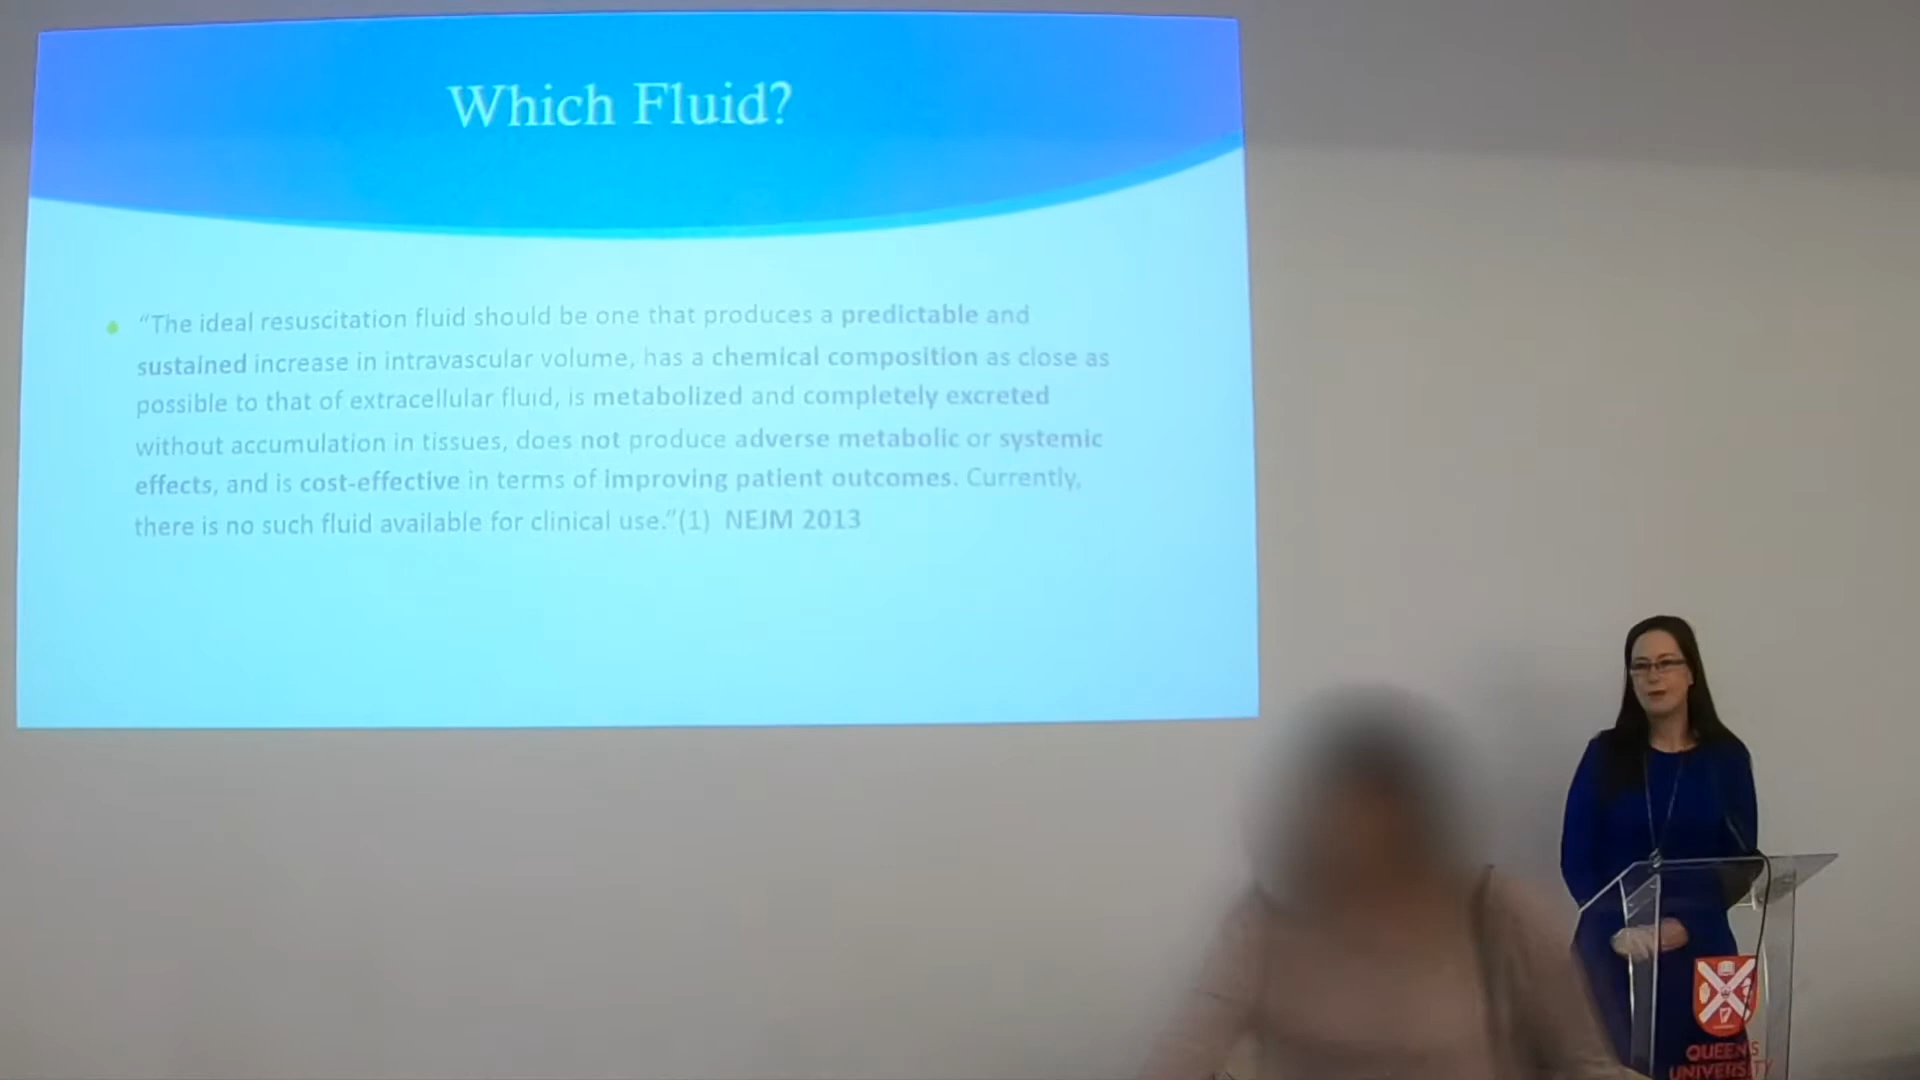 Which Fluid?
“The ideal resuscitation fluid should be one that produces a predictable and
sustained increase in intravascular volume, has a chemical composition as close as
possible to that of extracellular fluid, is metabolized and completely excreted
without accumulation in tissues, does not produce adverse metabolic or systemic
effects, and is cost-effective in terms of improving patient outcomes. Currently,
there is no such fluid available for clinical use.”(1) NEJM 2013
QUEEN'S
UNIVERSITY